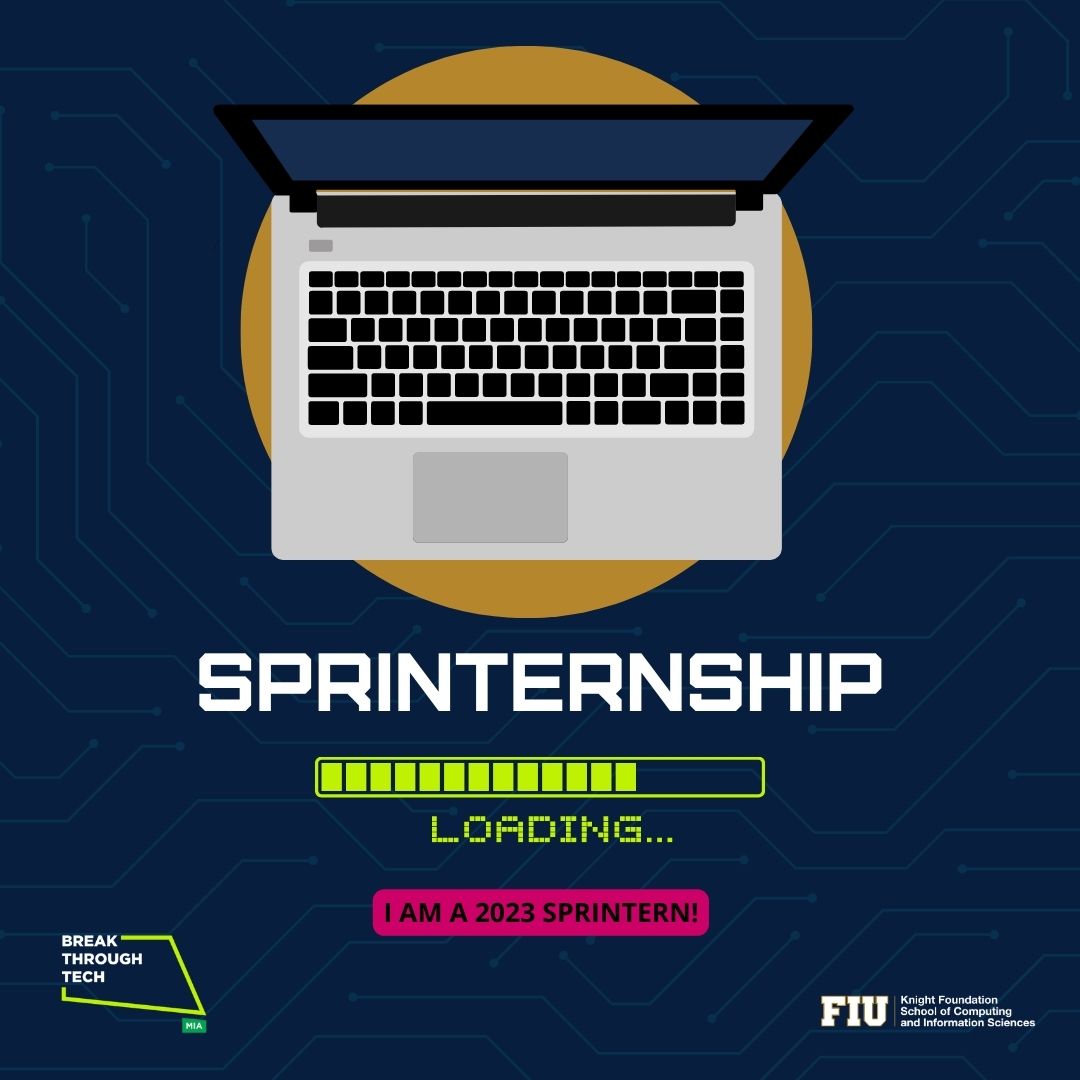 SPRINTERNSHIP
LOADING...
I AM A 2023 SPRINTERN!
BREAK
THROUGH
TECH
MIA
FIU
Knight Foundation
School of Computing
and Information Sciences